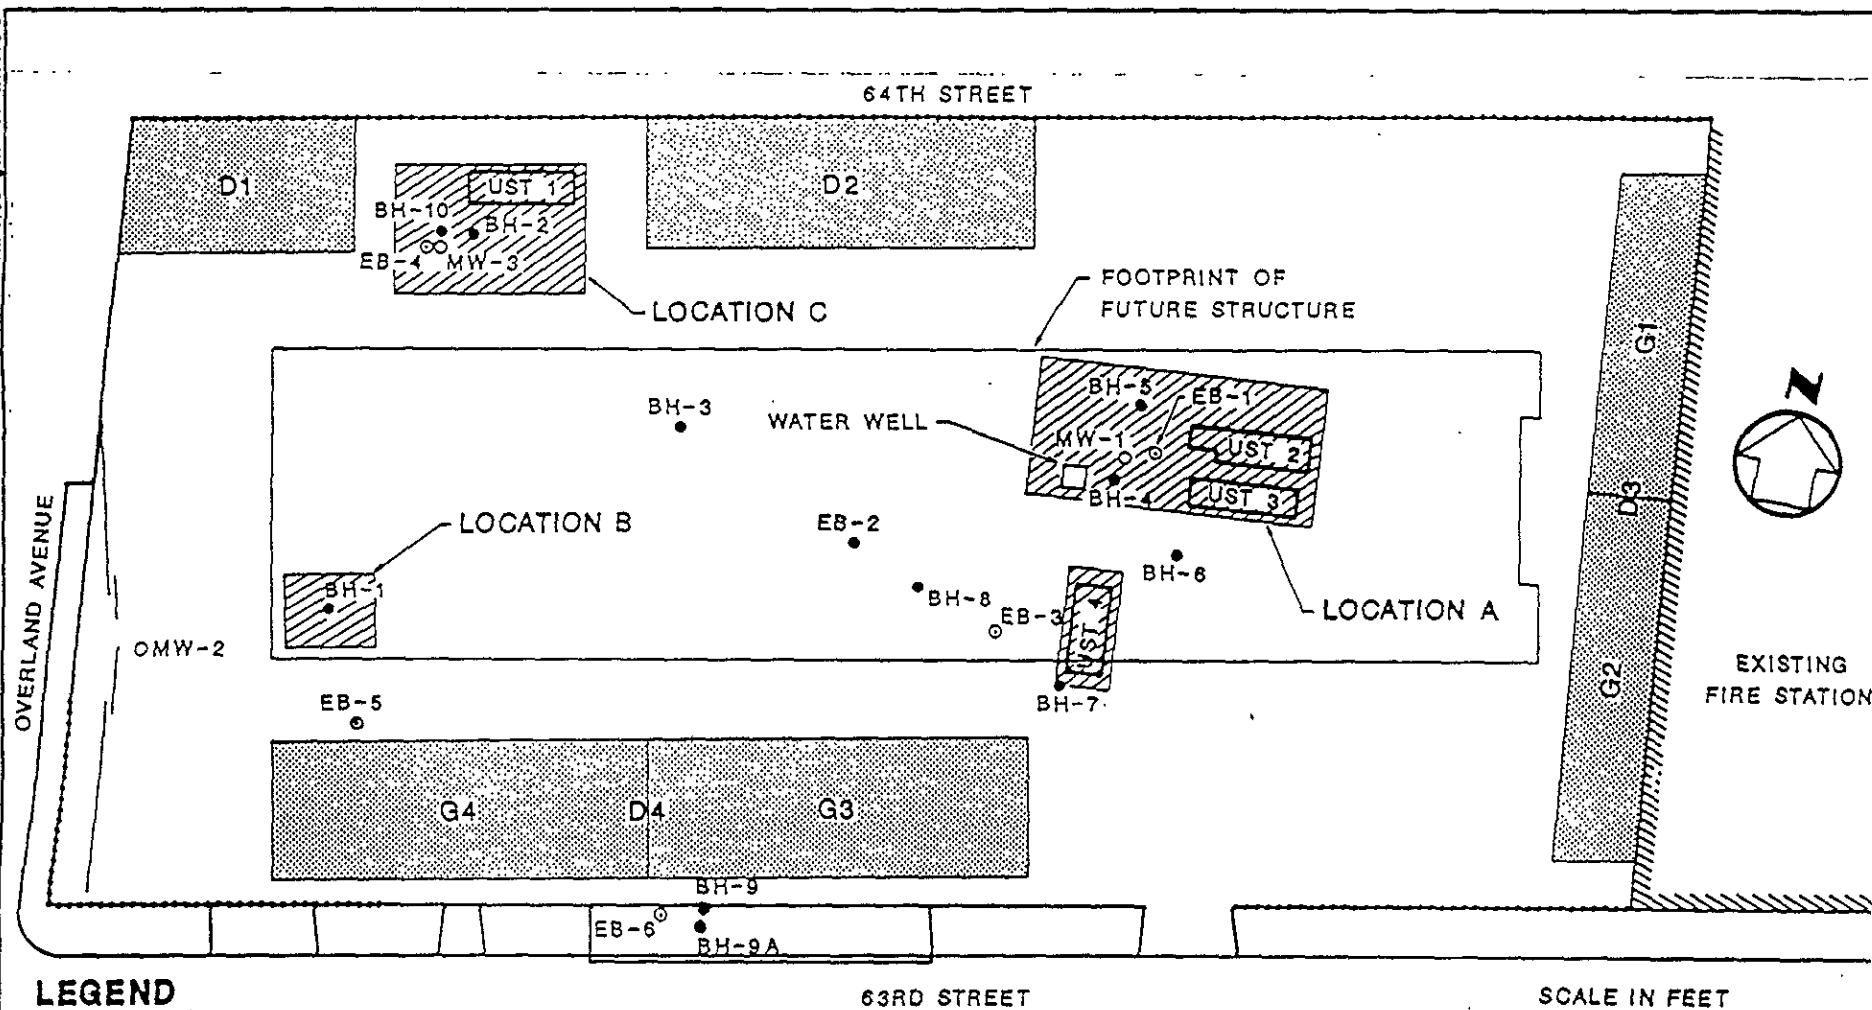 64TH STREET
D1
UST 1
D2
BH-10
BH-2
EB-4
MW-3
LOCATION C
FOOTPRINT OF
FUTURE STRUCTURE
G1
N
BH-3
BH-5
EB-1
WATER WELL
MW-1
UST 2
BH-4
UST 3
D3
LOCATION B
EB-2
BH-6
OVERLAND AVENUE
BH-1
BH-8
EB-3
UST 4
LOCATION A
OMW-2
EXISTING
FIRE STATION
G2
EB-5
BH-7
G4
D4
G3
BH-9
EB-6
BH-9A
LEGEND
63RD STREET
SCALE IN FEET